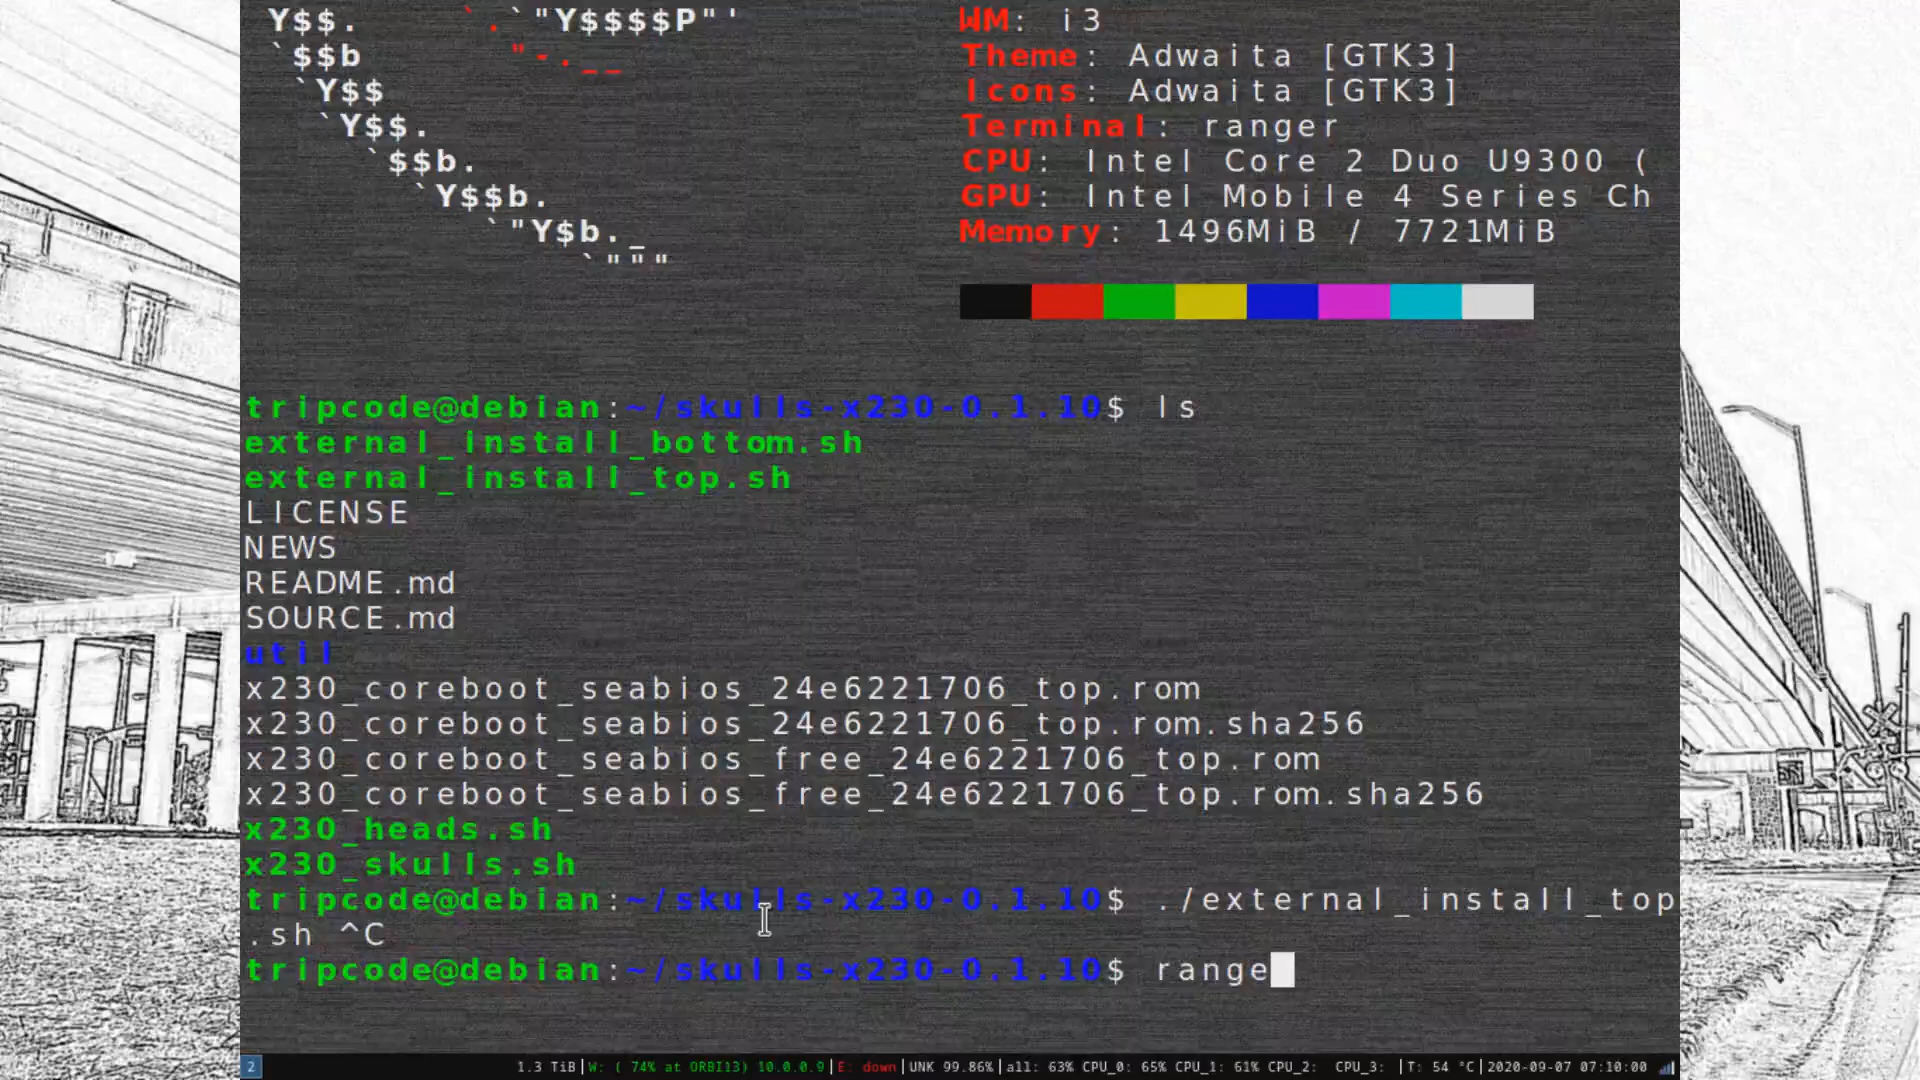 Y$$.      `.`"Y$$$$P"'   WM: i3
`$$b      "-.__   Theme: Adwaita [GTK3]
`Y$$   Icons: Adwaita [GTK3]
`Y$$.   Terminal: ranger
`$$b.   CPU: Intel Core 2 Duo U9300 (
`Y$$b.   GPU: Intel Mobile 4 Series Ch
`"Y$b._   Memory: 1496MiB / 7721MiB
`"""
tripcode@debian:~/skulls-x230-0.1.10$ ls
external_install_bottom.sh
external_install_top.sh
LICENSE
NEWS
README.md
SOURCE.md
util
x230_coreboot_seabios_24e6221706_top.rom
x230_coreboot_seabios_24e6221706_top.rom.sha256
x230_coreboot_seabios_free_24e6221706_top.rom
x230_coreboot_seabios_free_24e6221706_top.rom.sha256
x230_heads.sh
x230_skulls.sh
tripcode@debian:~/skulls-x230-0.1.10$ ./external_install_top
.sh ^C
tripcode@debian:~/skulls-x230-0.1.10$ range
2   1.3 TiB|W: ( 74% at ORBI13) 10.0.0.9|E: down|UNK 99.86%|all: 63% CPU_0: 65% CPU_1: 61% CPU_2:  CPU_3:  |T: 54 °C|2020-09-07 07:10:00